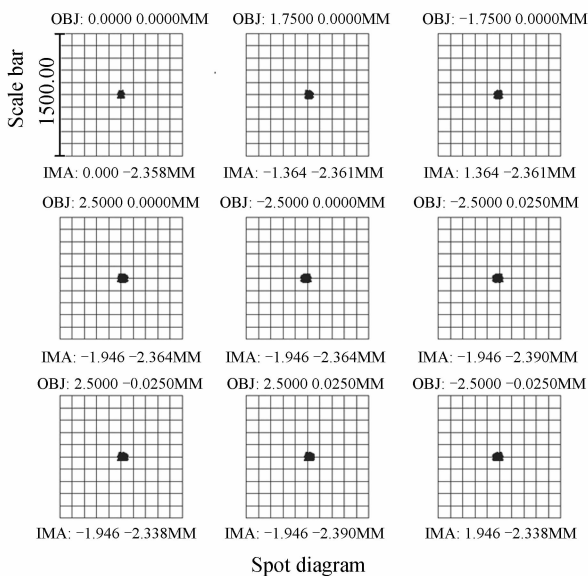 OBJ: 0.0000 0.0000MM
OBJ: 1.7500 0.0000MM
OBJ: −1.7500 0.0000MM
Scale bar
1500.00
IMA: 0.000 −2.358MM
IMA: −1.364 −2.361MM
IMA: 1.364 −2.361MM
OBJ: 2.5000 0.0000MM
OBJ: −2.5000 0.0000MM
OBJ: −2.5000 0.0250MM
IMA: −1.946 −2.364MM
IMA: −1.946 −2.364MM
IMA: −1.946 −2.390MM
OBJ: 2.5000 −0.0250MM
OBJ: 2.5000 0.0250MM
OBJ: −2.5000 −0.0250MM
IMA: −1.946 −2.338MM
IMA: −1.946 −2.390MM
IMA: 1.946 −2.338MM
Spot diagram